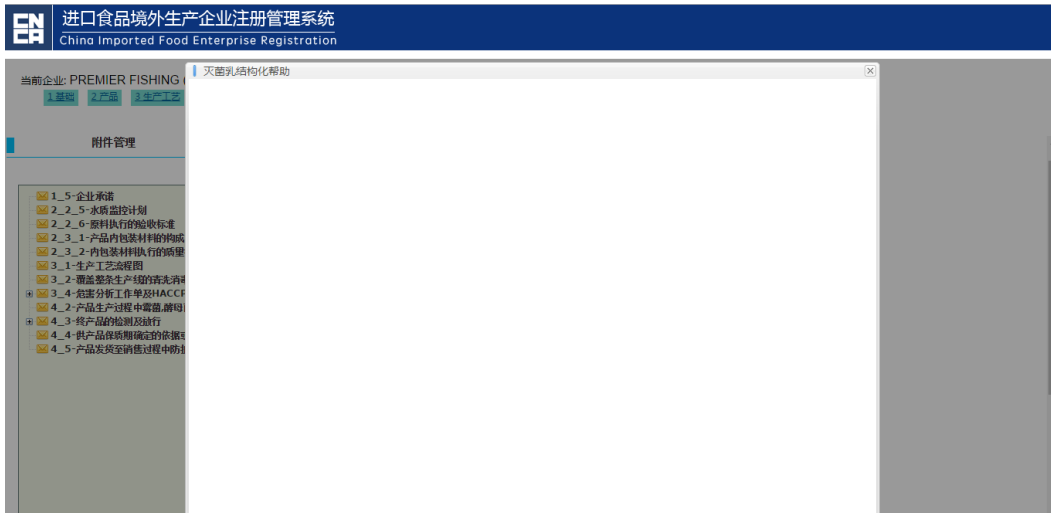 CNCA
进口食品境外生产企业注册管理系统
China Imported Food Enterprise Registration
当前企业: PREMIER FISHING
灭菌乳结构化帮助
1 基础 2 产品 3 生产工艺
附件管理
1_5-企业承诺
2_2_5-水质监控计划
2_2_6-原料执行的验收标准
2_3_1-产品内包装材料的构成
2_3_2-内包装材料执行的质量
3_1-生产工艺流程图
3_2-覆盖整条生产线的清洗消毒
3_4-危害分析工作单及HACCP
4_2-产品生产过程中霉菌,酵母
4_3-终产品的检测及放行
4_4-供产品保质期确定的依据或
4_5-产品发货至销售过程中防护